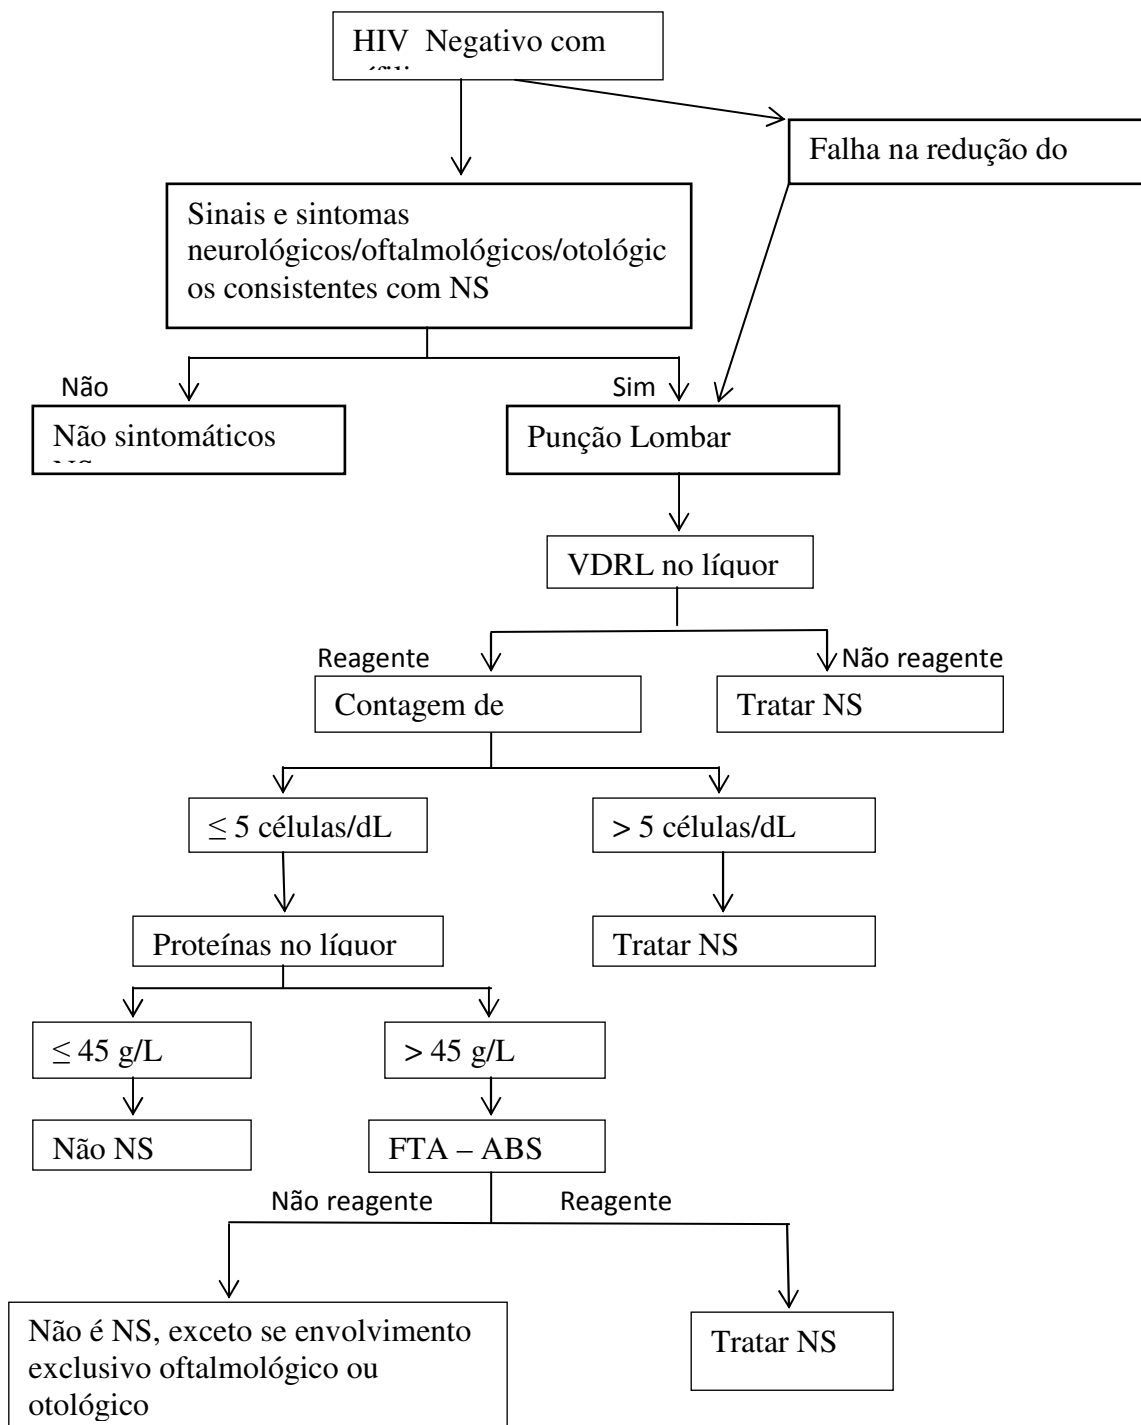 HIV Negativo com
Falha na redução do
Sinais e sintomas
neurológicos/oftalmológicos/otológic
os consistentes com NS
Não
Sim
Não sintomáticos
Punção Lombar
VDRL no líquor
Reagente
Não reagente
Contagem de
Tratar NS
≤ 5 células/dL
> 5 células/dL
Proteínas no líquor
Tratar NS
≤ 45 g/L
> 45 g/L
Não NS
FTA – ABS
Não reagente
Reagente
Não é NS, exceto se envolvimento
exclusivo oftalmológico ou
otológico
Tratar NS